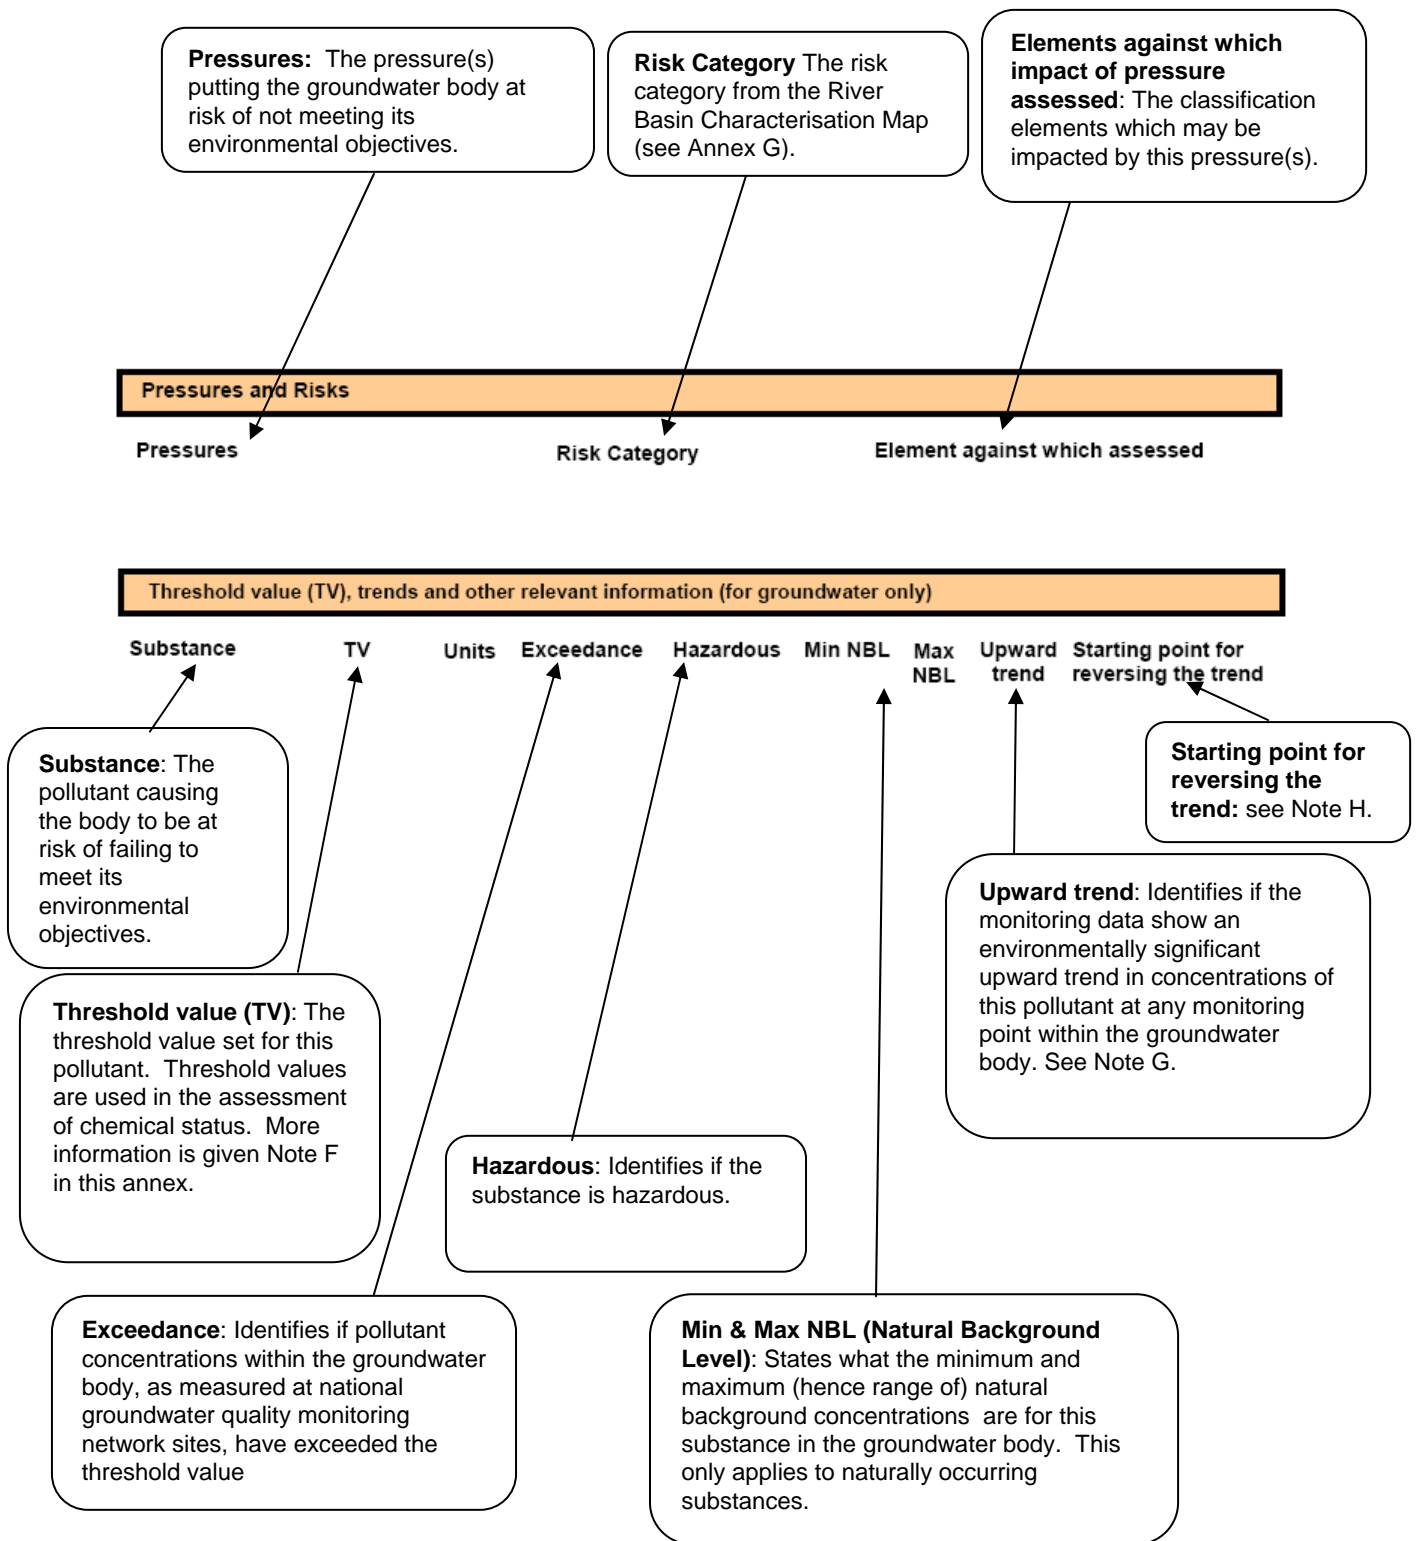 Pressures: The pressure(s)
putting the groundwater body at
risk of not meeting its
environmental objectives.
Risk Category The risk
category from the River
Basin Characterisation Map
(see Annex G).
Elements against which
impact of pressure
assessed: The classification
elements which may be
impacted by this pressure(s).
Pressures and Risks
Pressures
Risk Category
Element against which assessed
Threshold value (TV), trends and other relevant information (for groundwater only)
Substance
TV
Units
Exceedance
Hazardous
Min NBL
Max
NBL
Upward
trend
Starting point for
reversing the trend
Substance: The
pollutant causing
the body to be at
risk of failing to
meet its
environmental
objectives.
Starting point for
reversing the
trend: see Note H.
Upward trend: Identifies if the
monitoring data show an
environmentally significant
upward trend in concentrations of
this pollutant at any monitoring
point within the groundwater
body. See Note G.
Threshold value (TV): The
threshold value set for this
pollutant. Threshold values
are used in the assessment
of chemical status. More
information is given Note F
in this annex.
Hazardous: Identifies if the
substance is hazardous.
Exceedance: Identifies if pollutant
concentrations within the groundwater
body, as measured at national
groundwater quality monitoring
network sites, have exceeded the
threshold value
Min & Max NBL (Natural Background
Level): States what the minimum and
maximum (hence range of) natural
background concentrations are for this
substance in the groundwater body. This
only applies to naturally occurring
substances.